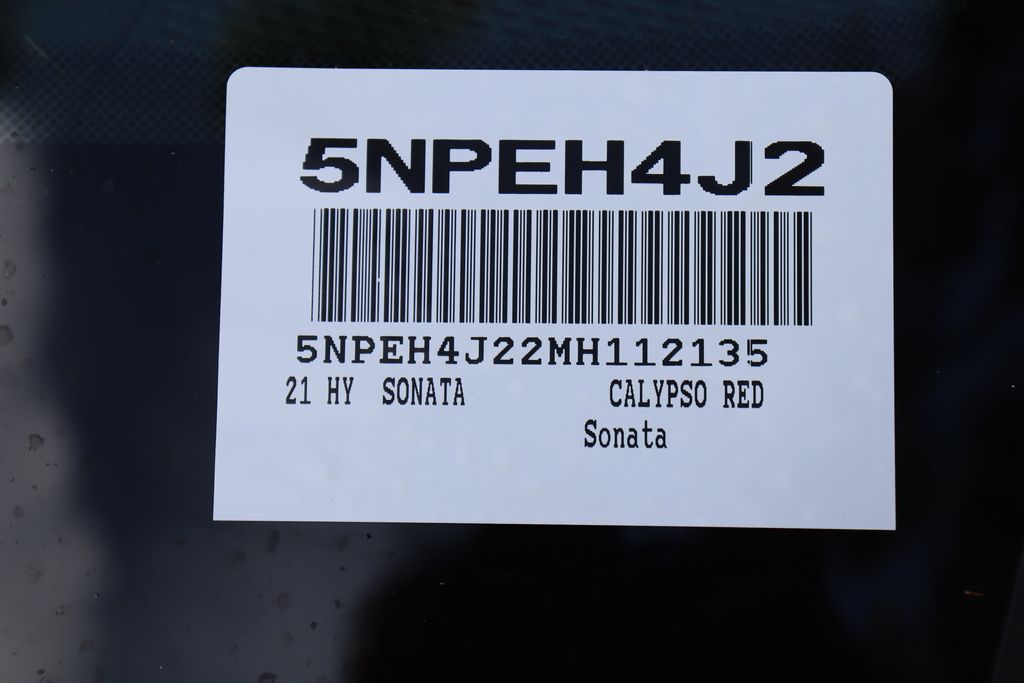 5NPEH4J2
5NPEH4J22MH112135
21 HY SONATA CALYPSO RED
Sonata